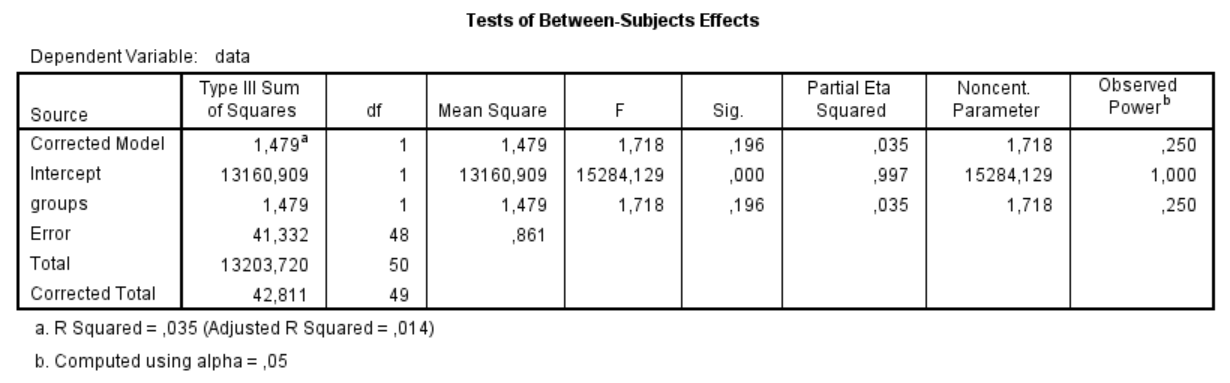 Tests of Between-Subjects Effects
Dependent Variable: data
Source Type III Sum of Squares df Mean Square F Sig. Partial Eta Squared Noncent. Parameter Observed Powerb
Corrected Model 1,479a 1 1,479 1,718 ,196 ,035 1,718 ,250
Intercept 13160,909 1 13160,909 15284,129 ,000 ,997 15284,129 1,000
groups 1,479 1 1,479 1,718 ,196 ,035 1,718 ,250
Error 41,332 48 ,861
Total 13203,720 50
Corrected Total 42,811 49
a. R Squared = ,035 (Adjusted R Squared = ,014)
b. Computed using alpha = ,05